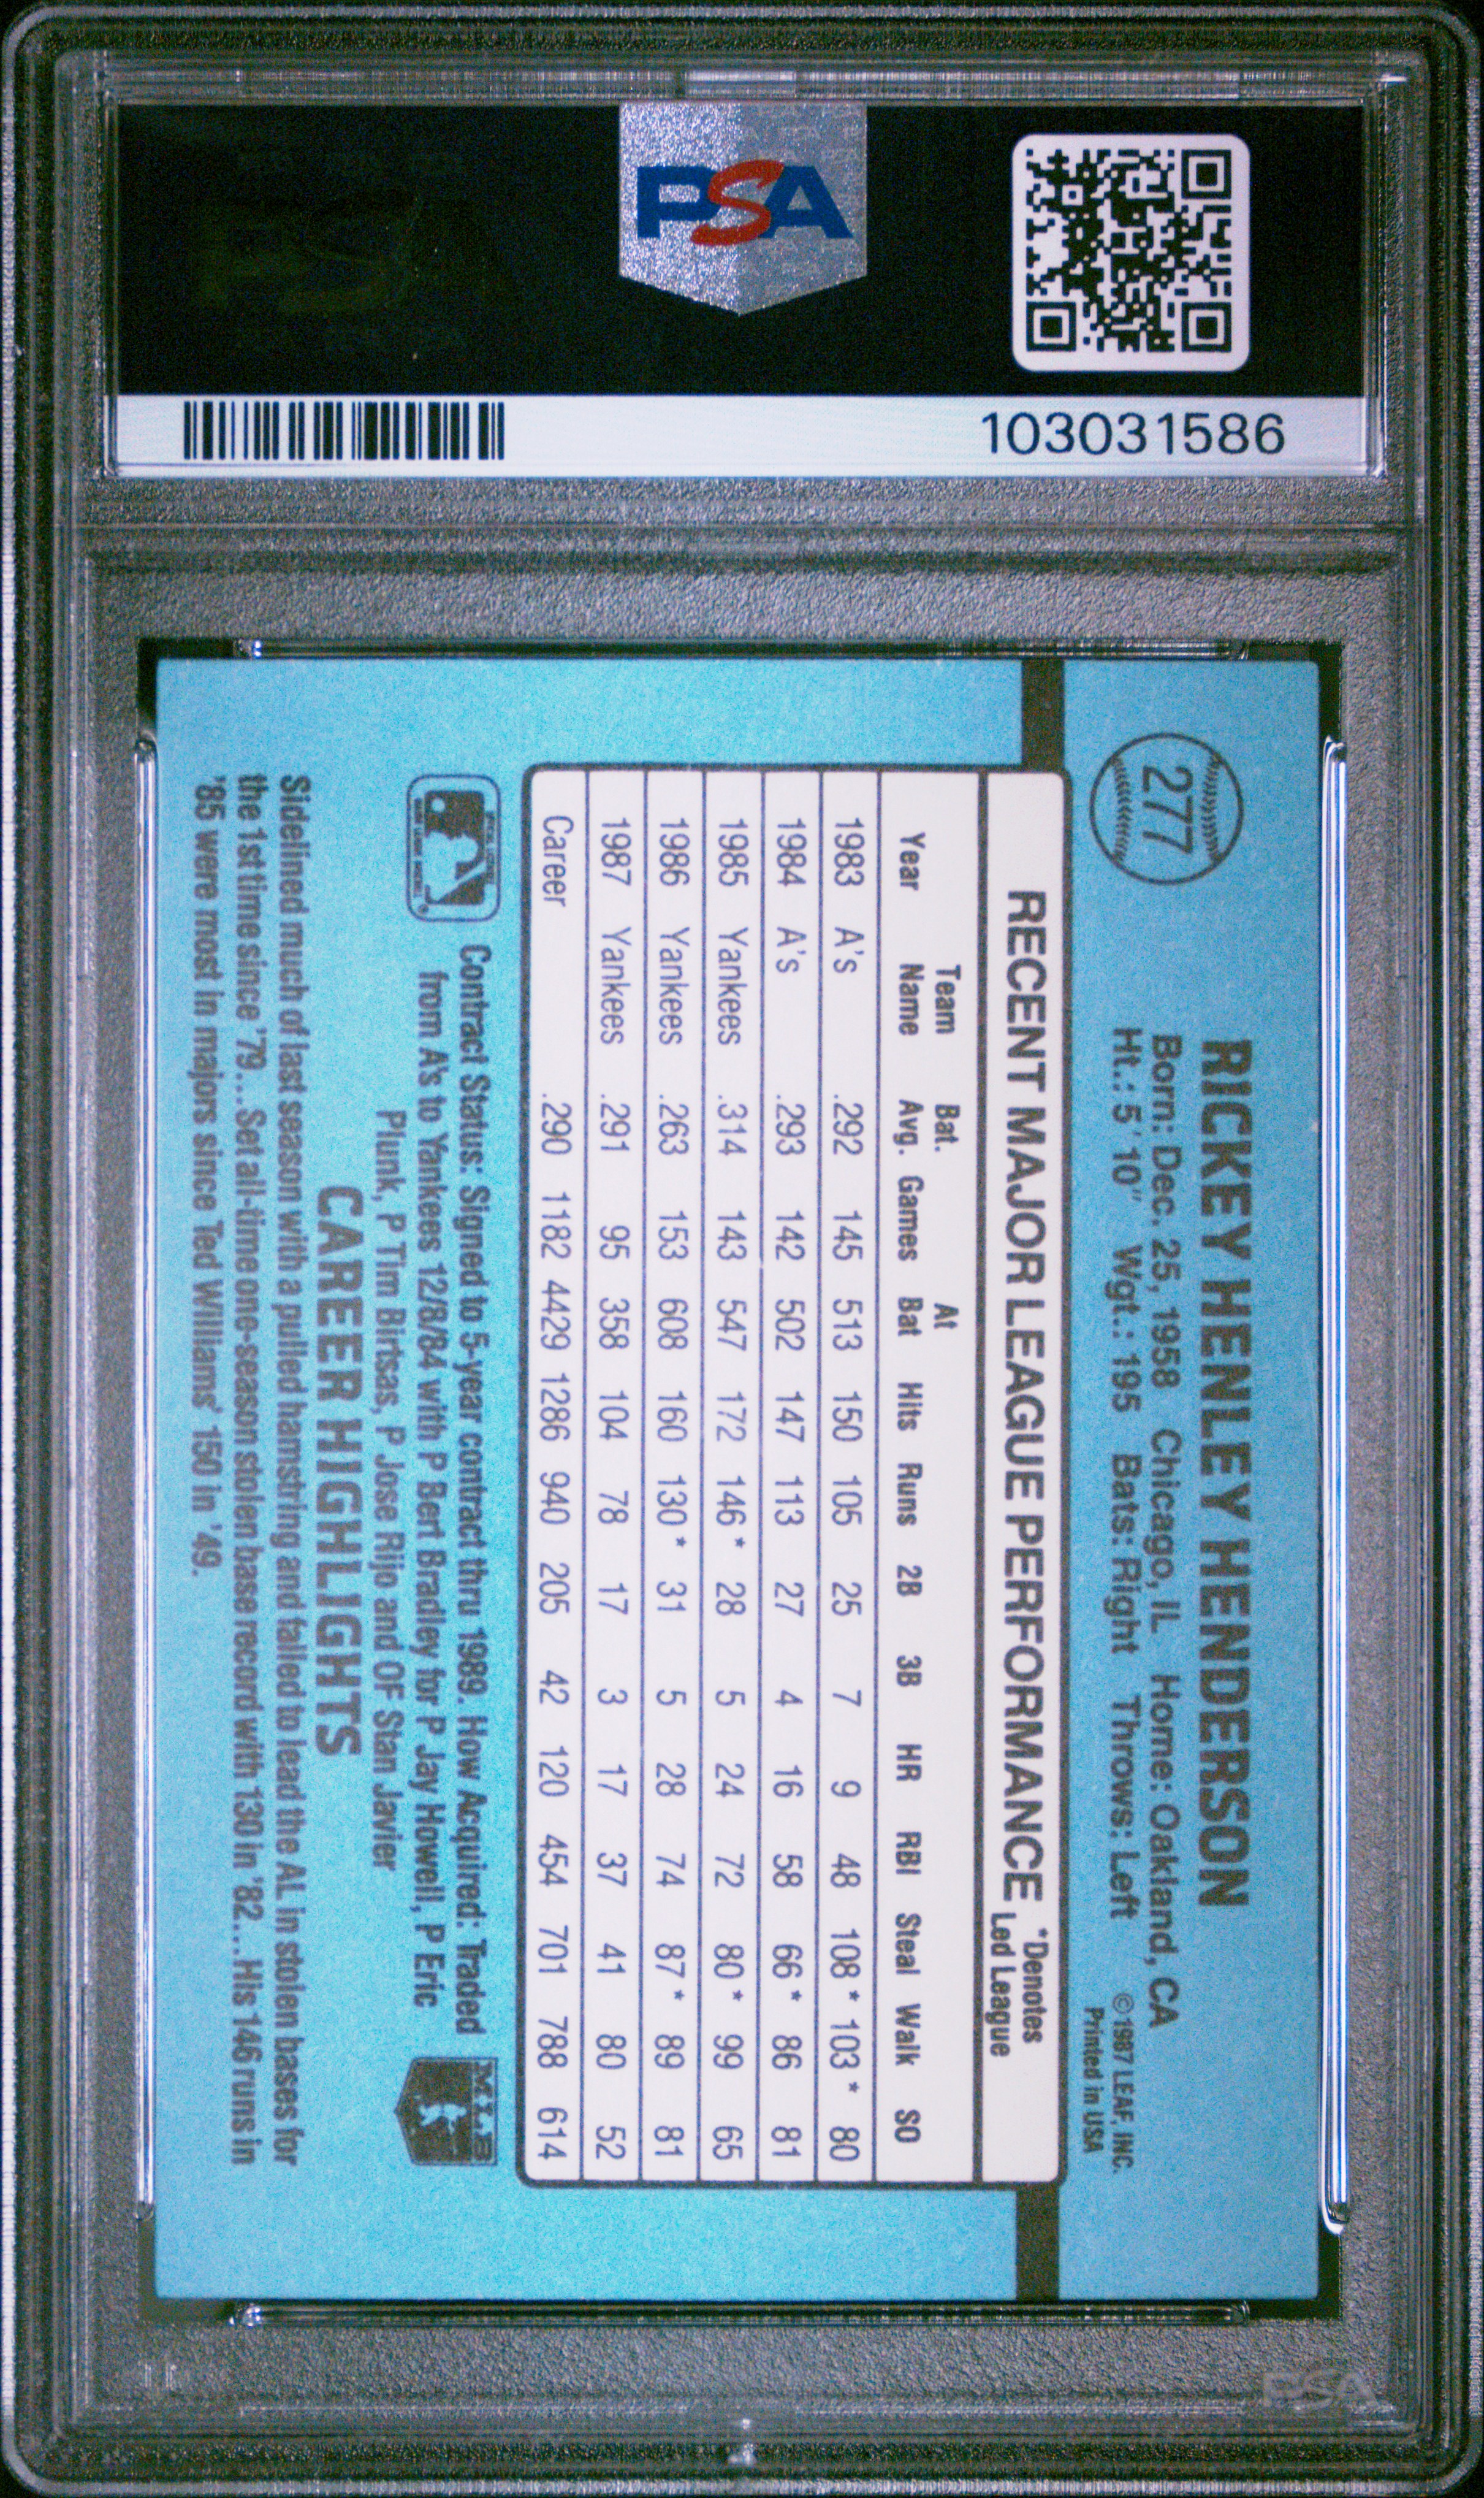 PSA
103031586
277
RICKEY HENLEY HENDERSON
Born: Dec. 25, 1958 Chicago, IL Home: Oakland, CA
Ht.: 5'10" Wgt.: 195 Bats: Right Throws: Left
©1987 LEAF, INC.
Printed in USA
RECENT MAJOR LEAGUE PERFORMANCE *Denotes Led League
Year Team Name Bat. Avg. Games At Bat Hits Runs 2B 3B HR RBI Steal Walk SO
1983 A's .292 145 513 150 105 25 7 9 48 108* 103* 80
1984 A's .293 142 502 147 113 27 4 16 58 66* 86 81
1985 Yankees .314 143 547 172 146* 28 5 24 72 80* 99 65
1986 Yankees .263 153 608 160 130* 31 5 28 74 87* 89 81
1987 Yankees .291 95 358 104 78 17 3 17 37 41 80 52
Career .290 1182 4429 1286 940 205 42 120 454 701 788 614
Contract Status: Signed to 5-year contract thru 1989. How Acquired: Traded
from A's to Yankees 12/8/84 with P Bert Bradley for P Jay Howell, P Eric
Plunk, P Tim Birtsas, P Jose Rijo and OF Stan Javier
MLB
CAREER HIGHLIGHTS
Sidelined much of last season with a pulled hamstring and failed to lead the AL in stolen bases for
the 1st time since '79...Set all-time one-season stolen base record with 130 in '82...His 146 runs in
'85 were most in majors since Ted Williams' 150 in '49.
PSA